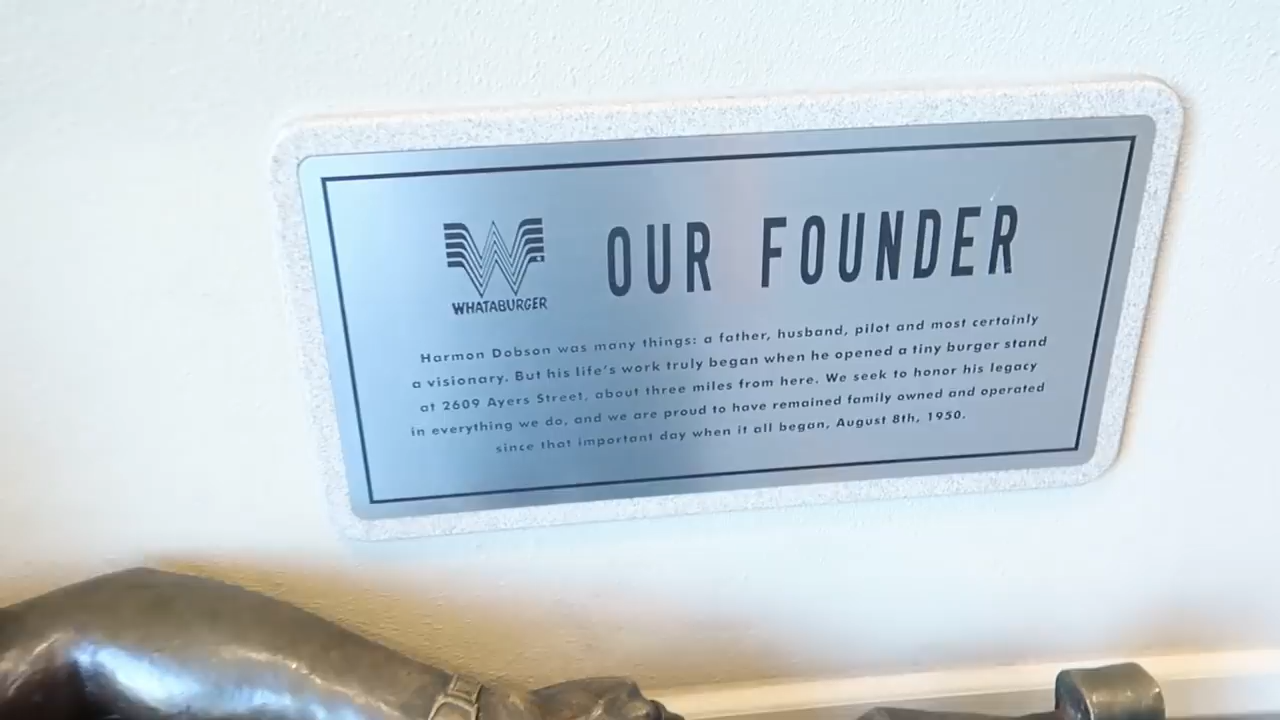 OUR FOUNDER
WHATABURGER
Harmon Dobson was many things: a father, husband, pilot and most certainly
a visionary. But his life's work truly began when he opened a tiny burger stand
at 2609 Ayers Street, about three miles from here. We seek to honor his legacy
in everything we do, and we are proud to have remained family owned and operated
since that important day when it all began, August 8th, 1950.